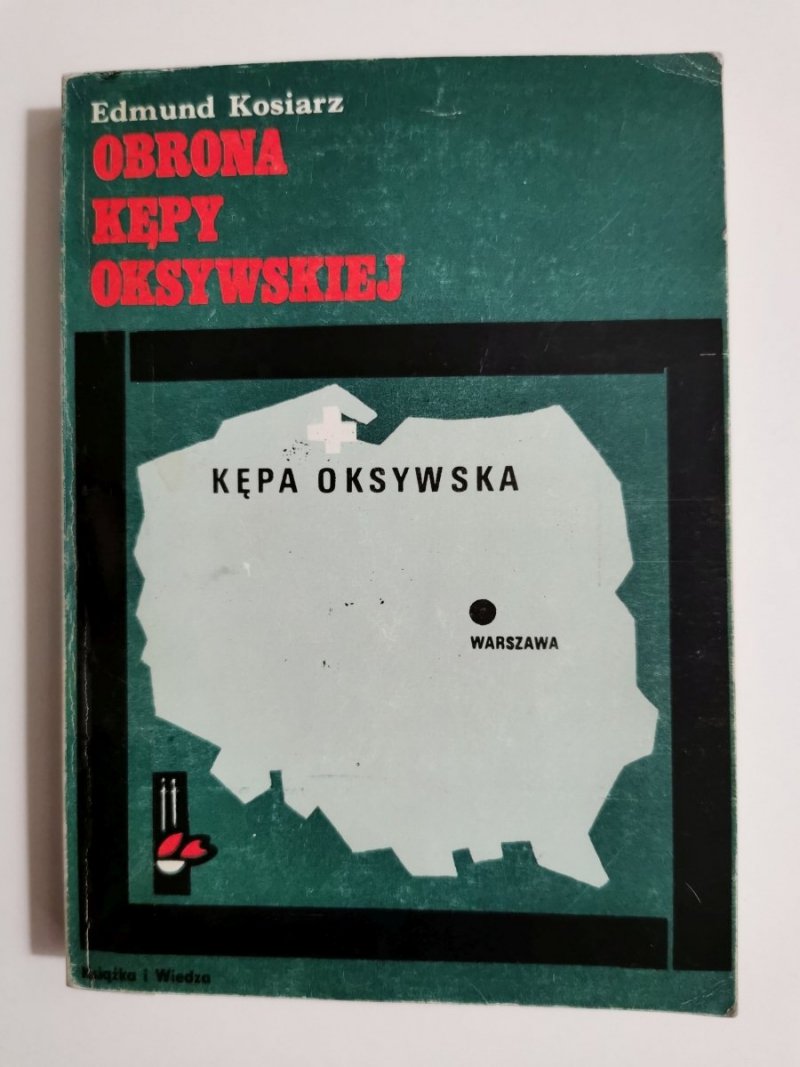 Edmund Kosiarz
OBRONA
KĘPY
OKSYWSKIEJ
KĘPA OKSYWSKA
WARSZAWA
Książka i Wiedza